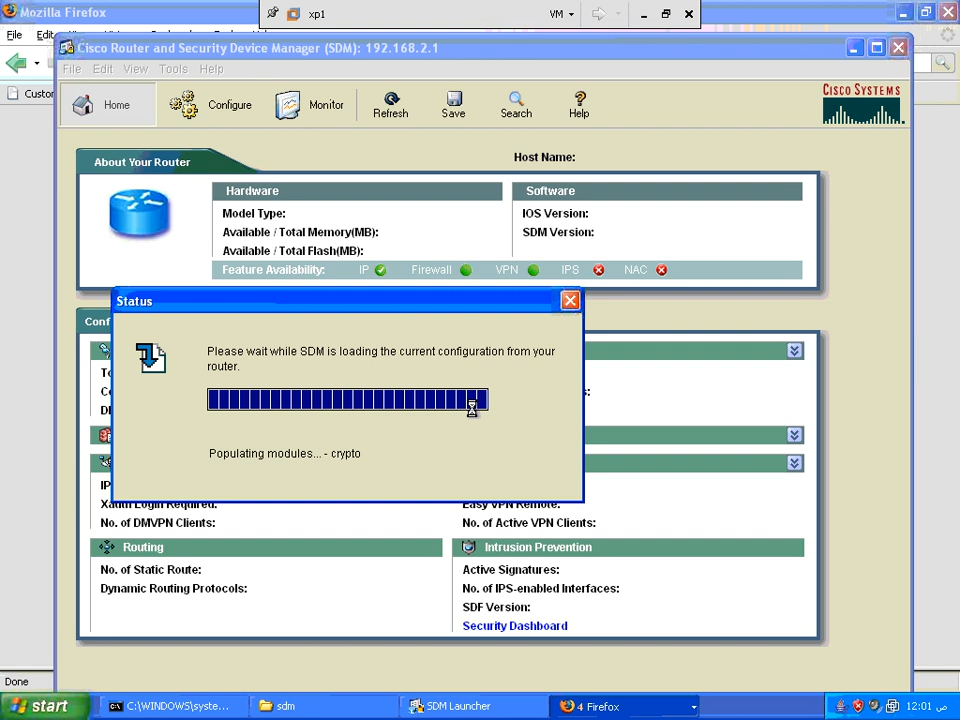 Mozilla Firefox
xp1
VM
File Edit
Cisco Router and Security Device Manager (SDM): 192.168.2.1
File Edit View Tools Help
Custom
Home
Configure
Monitor
Refresh
Save
Search
Help
CISCO SYSTEMS
About Your Router
Host Name:
Hardware
Software
Model Type:
IOS Version:
Available / Total Memory(MB):
SDM Version:
Available / Total Flash(MB):
Feature Availability: IP Firewall VPN IPS NAC
Status
Conf
Please wait while SDM is loading the current configuration from your
router.
Populating modules... - crypto
IP
Xauth Login Required:
Easy VPN Remote:
No. of DMVPN Clients:
No. of Active VPN Clients:
Routing
Intrusion Prevention
No. of Static Route:
Active Signatures:
Dynamic Routing Protocols:
No. of IPS-enabled Interfaces:
SDF Version:
Security Dashboard
Done
start
C:\WINDOWS\syste...
sdm
SDM Launcher
4 Firefox
12:01 ص